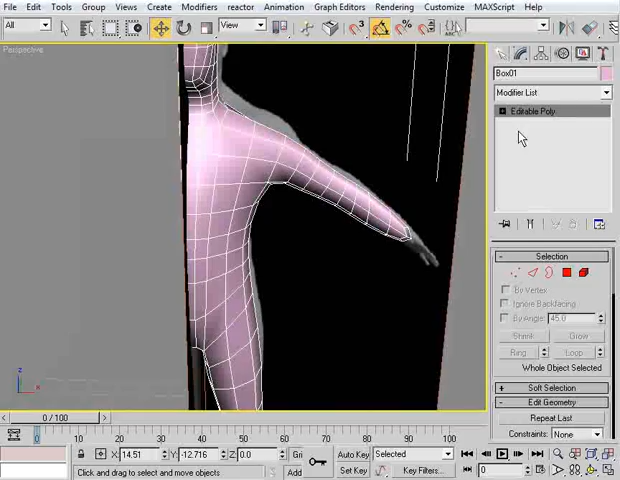 File Edit Tools Group Views Create Modifiers reactor Animation Graph Editors Rendering Customize MAXScript Help
All View
Perspective
Box01
Modifier List
Editable Poly
Selection
By Vertex
Ignore Backfacing
By Angle: 45.0
Shrink Grow
Ring Loop
Whole Object Selected
Soft Selection
Edit Geometry
Repeat Last
Constraints: None
z
x
0 / 100
0 10 20 30 40 50 60 70 80 90 100
X: 14.51 Y: -12.716 Z: 0.0 Gri Auto Key Selected
Click and drag to select and move objects Add Set Key Key Filters... 0